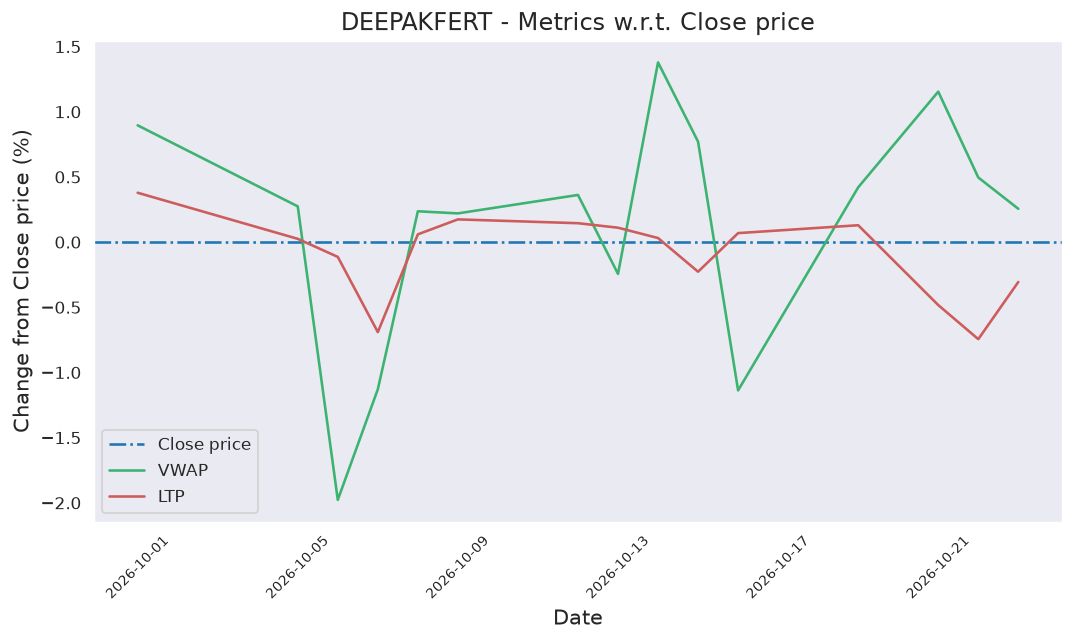 DEEPAKFERT - Metrics w.r.t. Close price
Change from Close price (%)
1.5
1.0
0.5
0.0
−0.5
−1.0
−1.5
−2.0
Close price
VWAP
LTP
2026-10-01
2026-10-05
2026-10-09
2026-10-13
2026-10-17
2026-10-21
Date